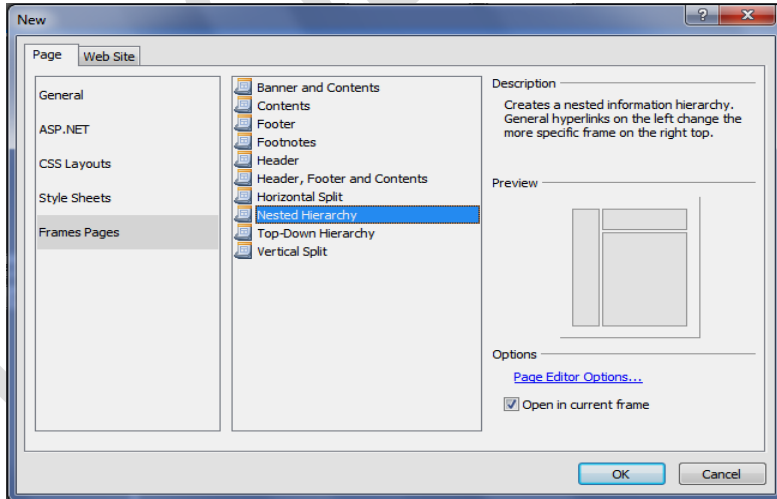 New
Page
Web Site
General
ASP.NET
CSS Layouts
Style Sheets
Frames Pages
Banner and Contents
Contents
Footer
Footnotes
Header
Header, Footer and Contents
Horizontal Split
Nested Hierarchy
Top-Down Hierarchy
Vertical Split
Description
Creates a nested information hierarchy.
General hyperlinks on the left change the
more specific frame on the right top.
Preview
Options
Page Editor Options...
Open in current frame
OK
Cancel